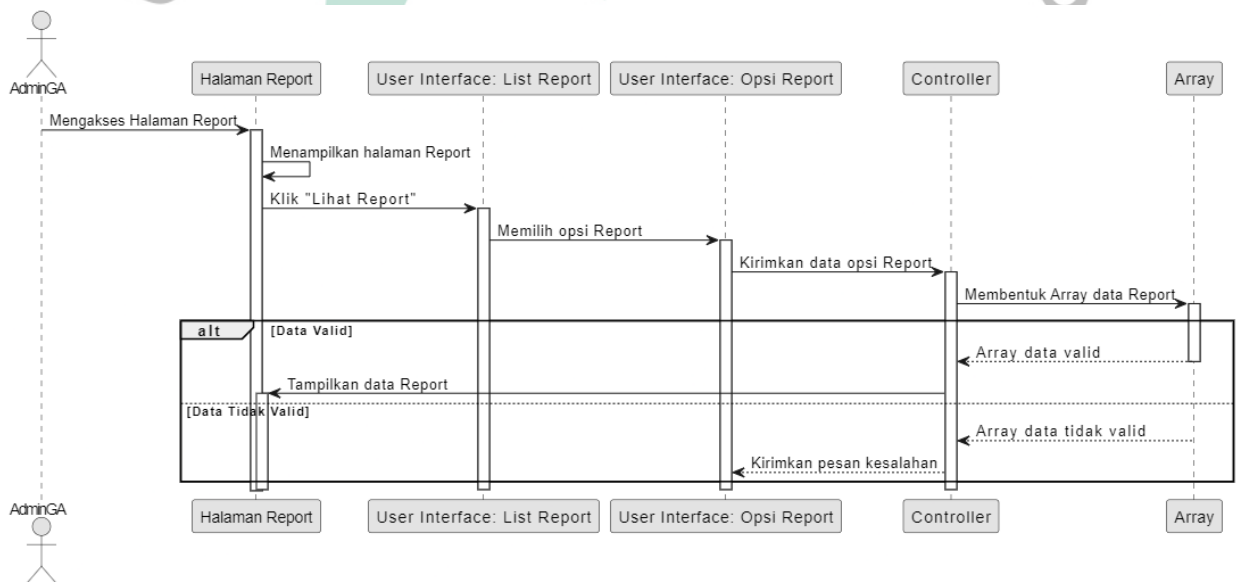 AdminGA
Halaman Report
User Interface: List Report
User Interface: Opsi Report
Controller
Array
Mengakses Halaman Report
Menampilkan halaman Report
Klik "Lihat Report"
Memilih opsi Report
Kirimkan data opsi Report
Membentuk Array data Report
alt
[Data Valid]
Array data valid
Tampilkan data Report
[Data Tidak Valid]
Array data tidak valid
Kirimkan pesan kesalahan
AdminGA
Halaman Report
User Interface: List Report
User Interface: Opsi Report
Controller
Array